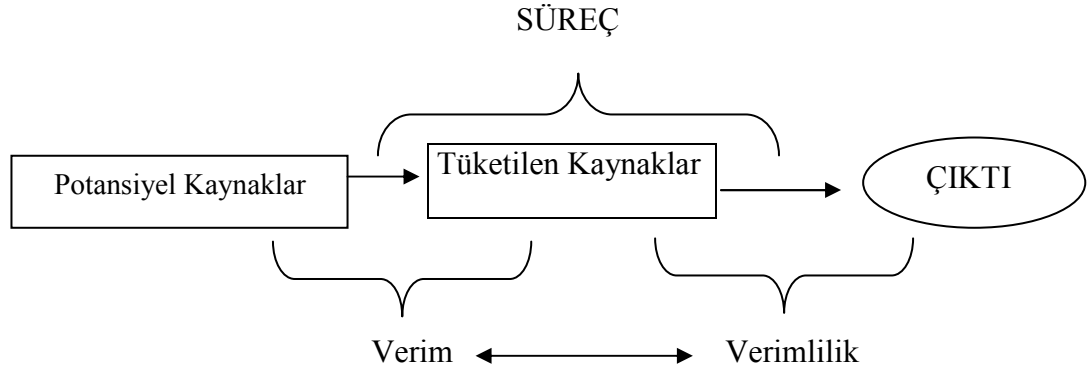 SÜREÇ
Potansiyel Kaynaklar
Tüketilen Kaynaklar
ÇIKTI
Verim
Verimlilik